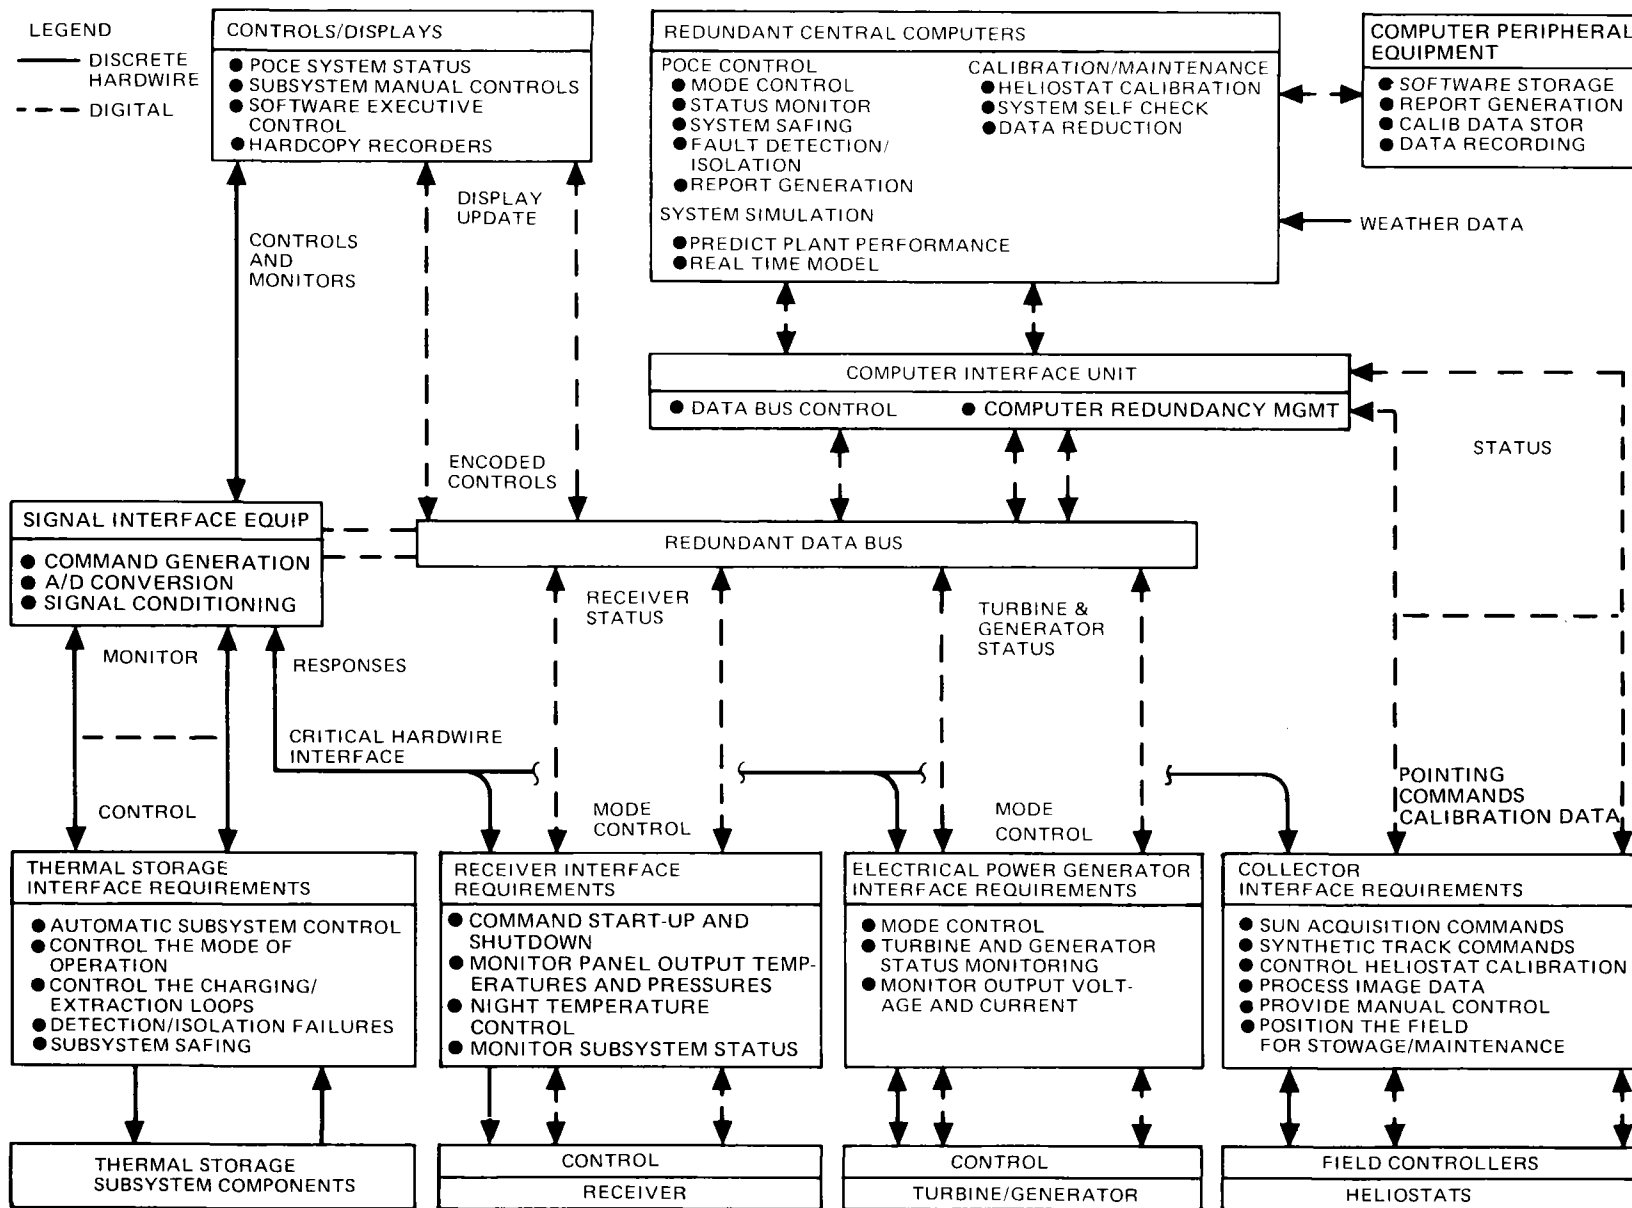 LEGEND
DISCRETE
HARDWIRE
DIGITAL
CONTROLS/DISPLAYS
● POCE SYSTEM STATUS
● SUBSYSTEM MANUAL CONTROLS
● SOFTWARE EXECUTIVE
CONTROL
● HARDCOPY RECORDERS
REDUNDANT CENTRAL COMPUTERS
POCE CONTROL
● MODE CONTROL
● STATUS MONITOR
● SYSTEM SAFING
● FAULT DETECTION/
ISOLATION
● REPORT GENERATION
SYSTEM SIMULATION
● PREDICT PLANT PERFORMANCE
● REAL TIME MODEL
CALIBRATION/MAINTENANCE
● HELIOSTAT CALIBRATION
● SYSTEM SELF CHECK
● DATA REDUCTION
COMPUTER PERIPHERAL
EQUIPMENT
● SOFTWARE STORAGE
● REPORT GENERATION
● CALIB DATA STOR
● DATA RECORDING
WEATHER DATA
CONTROLS
AND
MONITORS
DISPLAY
UPDATE
ENCODED
CONTROLS
COMPUTER INTERFACE UNIT
● DATA BUS CONTROL
● COMPUTER REDUNDANCY MGMT
STATUS
SIGNAL INTERFACE EQUIP
● COMMAND GENERATION
● A/D CONVERSION
● SIGNAL CONDITIONING
REDUNDANT DATA BUS
MONITOR
RESPONSES
RECEIVER
STATUS
TURBINE &
GENERATOR
STATUS
CRITICAL HARDWIRE
INTERFACE
CONTROL
MODE
CONTROL
MODE
CONTROL
POINTING
COMMANDS
CALIBRATION DATA
THERMAL STORAGE
INTERFACE REQUIREMENTS
● AUTOMATIC SUBSYSTEM CONTROL
● CONTROL THE MODE OF
OPERATION
● CONTROL THE CHARGING/
EXTRACTION LOOPS
● DETECTION/ISOLATION FAILURES
● SUBSYSTEM SAFING
RECEIVER INTERFACE
REQUIREMENTS
● COMMAND START-UP AND
SHUTDOWN
● MONITOR PANEL OUTPUT TEMP-
ERATURES AND PRESSURES
● NIGHT TEMPERATURE
CONTROL
● MONITOR SUBSYSTEM STATUS
ELECTRICAL POWER GENERATOR
INTERFACE REQUIREMENTS
● MODE CONTROL
● TURBINE AND GENERATOR
STATUS MONITORING
● MONITOR OUTPUT VOLT-
AGE AND CURRENT
COLLECTOR
INTERFACE REQUIREMENTS
● SUN ACQUISITION COMMANDS
● SYNTHETIC TRACK COMMANDS
● CONTROL HELIOSTAT CALIBRATION
● PROCESS IMAGE DATA
● PROVIDE MANUAL CONTROL
● POSITION THE FIELD
FOR STOWAGE/MAINTENANCE
THERMAL STORAGE
SUBSYSTEM COMPONENTS
CONTROL
RECEIVER
CONTROL
TURBINE/GENERATOR
FIELD CONTROLLERS
HELIOSTATS